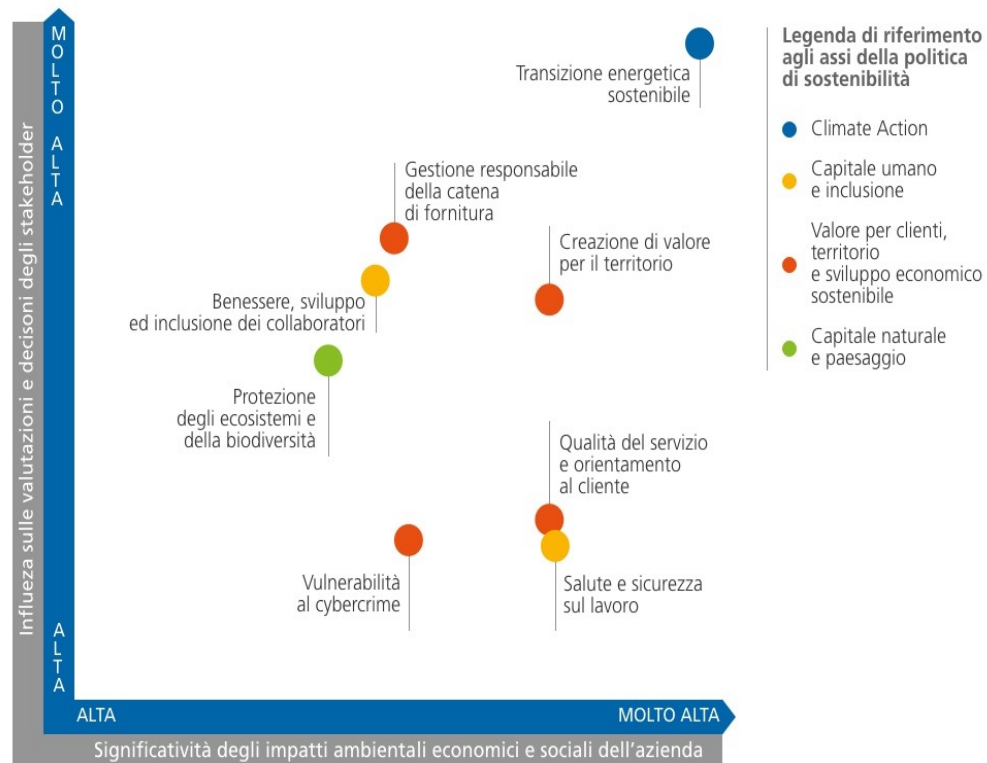 MOLTO ALTA
ALTA
Influeza sulle valutazioni e decisoni degli stakeholder
Transizione energetica
sostenibile
Gestione responsabile
della catena
di fornitura
Creazione di valore
per il territorio
Benessere, sviluppo
ed inclusione dei collaboratori
Protezione
degli ecosistemi e
della biodiversità
Qualità del servizio
e orientamento
al cliente
Vulnerabilità
al cybercrime
Salute e sicurezza
sul lavoro
ALTA
MOLTO ALTA
Significatività degli impatti ambientali economici e sociali dell'azienda
Legenda di riferimento
agli assi della politica
di sostenibilità
Climate Action
Capitale umano
e inclusione
Valore per clienti,
territorio
e sviluppo economico
sostenibile
Capitale naturale
e paesaggio